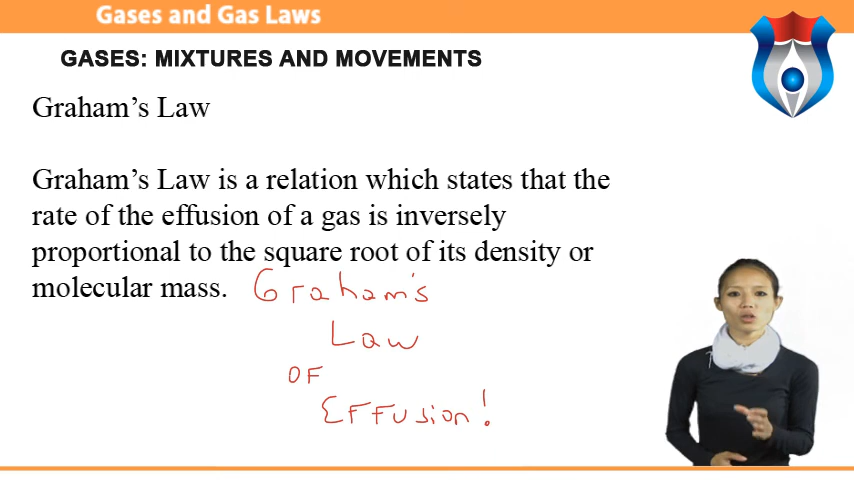 Gases and Gas Laws
GASES: MIXTURES AND MOVEMENTS
Graham’s Law
Graham’s Law is a relation which states that the
rate of the effusion of a gas is inversely
proportional to the square root of its density or
molecular mass.
Graham's
Law
OF
EFFusion!